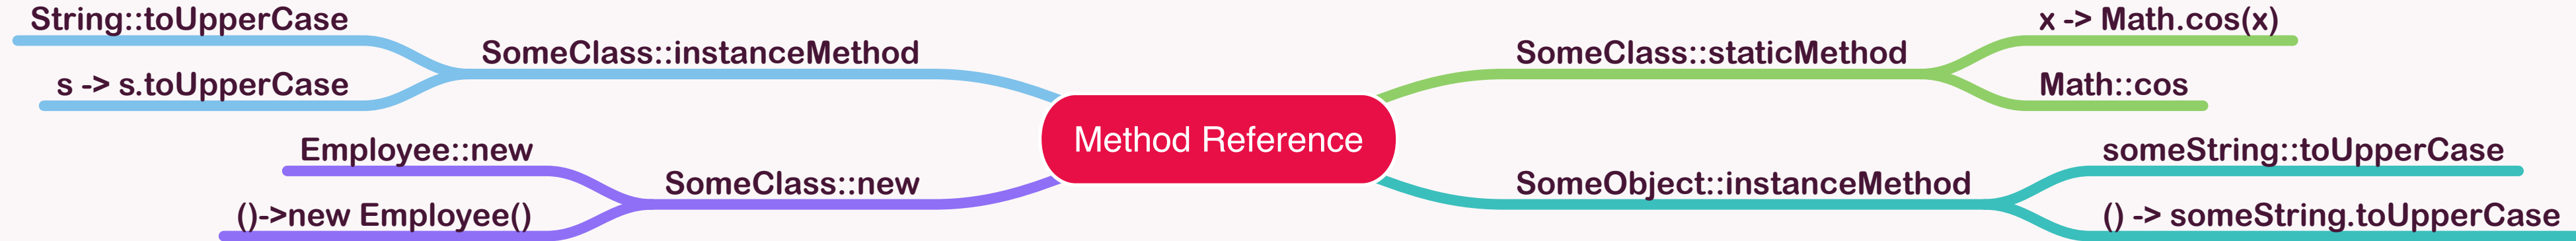 String::toUpperCase
s -> s.toUpperCase
SomeClass::instanceMethod
Employee::new
()->new Employee()
SomeClass::new
Method Reference
SomeClass::staticMethod
x -> Math.cos(x)
Math::cos
SomeObject::instanceMethod
someString::toUpperCase
() -> someString.toUpperCase